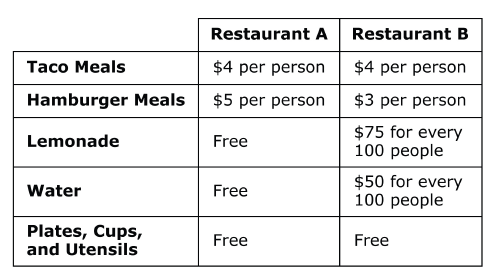 Restaurant A Restaurant B
Taco Meals $4 per person $4 per person
Hamburger Meals $5 per person $3 per person
Lemonade Free $75 for every
100 people
Water Free $50 for every
100 people
Plates, Cups,
and Utensils Free Free